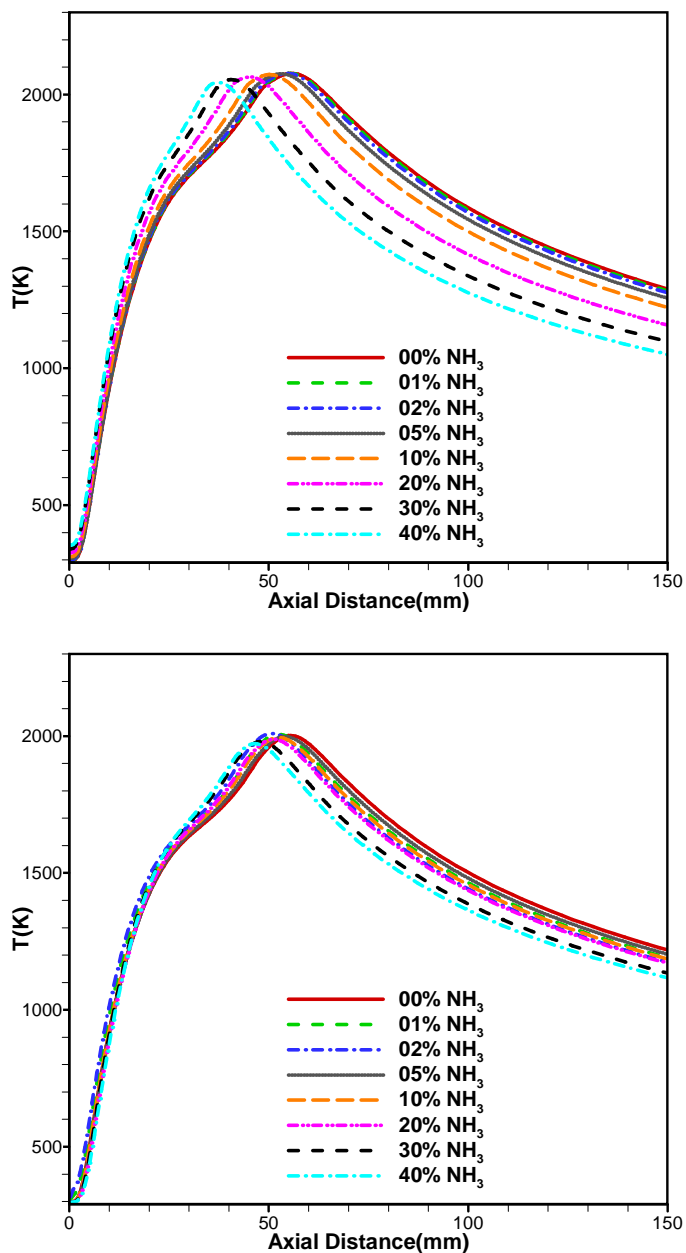 2000
1500
1000
500
T(K)
00% NH₃
01% NH₃
02% NH₃
05% NH₃
10% NH₃
20% NH₃
30% NH₃
40% NH₃
0
50
100
150
Axial Distance(mm)
2000
1500
1000
500
T(K)
00% NH₃
01% NH₃
02% NH₃
05% NH₃
10% NH₃
20% NH₃
30% NH₃
40% NH₃
0
50
100
150
Axial Distance(mm)